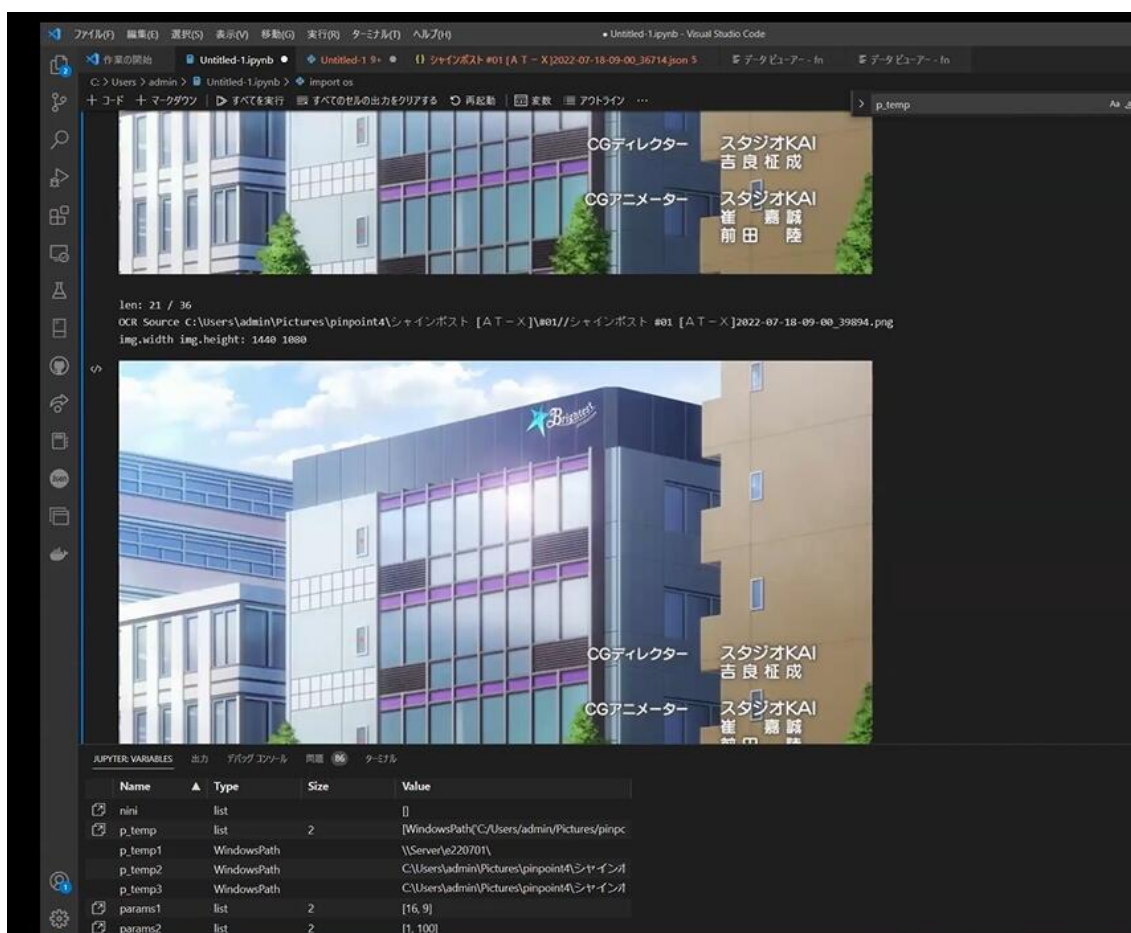 ファイル(F) 編集(E) 選択(S) 表示(V) 移動(G) 実行(R) ターミナル(T) ヘルプ(H) ● Untitled-1.ipynb - Visual Studio Code
作業の開始 Untitled-1.ipynb ● Untitled-1 9+ ● {} シャインポスト #01 [ＡＴ－Ｘ]2022-07-18-09-00_36714.json 5 データ ビューアー - fn データ ビューアー - fn
C: > Users > admin > Untitled-1.ipynb > import os
+ コード + マークダウン すべてを実行 すべてのセルの出力をクリアする 再起動 変数 アウトライン ...
> p_temp Aa
CGディレクター スタジオKAI
吉良柾成
CGアニメーター スタジオKAI
崔 嘉誠
前田 陸
len: 21 / 36
OCR Source C:\Users\admin\Pictures\pinpoint4\シャインポスト [ＡＴ－Ｘ]\#01//シャインポスト #01 [ＡＴ－Ｘ]2022-07-18-09-00_39894.png
img.width img.height: 1440 1080
Brighter's
CGディレクター スタジオKAI
吉良柾成
CGアニメーター スタジオKAI
崔 嘉誠
前田 陸
JUPYTER: VARIABLES 出力 デバッグ コンソール 問題 86 ターミナル
Name ▲ Type Size Value
nini list []
p_temp list 2 [WindowsPath('C:/Users/admin/Pictures/pinpc
p_temp1 WindowsPath \\Server\e220701\
p_temp2 WindowsPath C:\Users\admin\Pictures\pinpoint4\シャインオ
p_temp3 WindowsPath C:\Users\admin\Pictures\pinpoint4\シャインオ
params1 list 2 [16, 9]
params2 list 2 [1, 100]